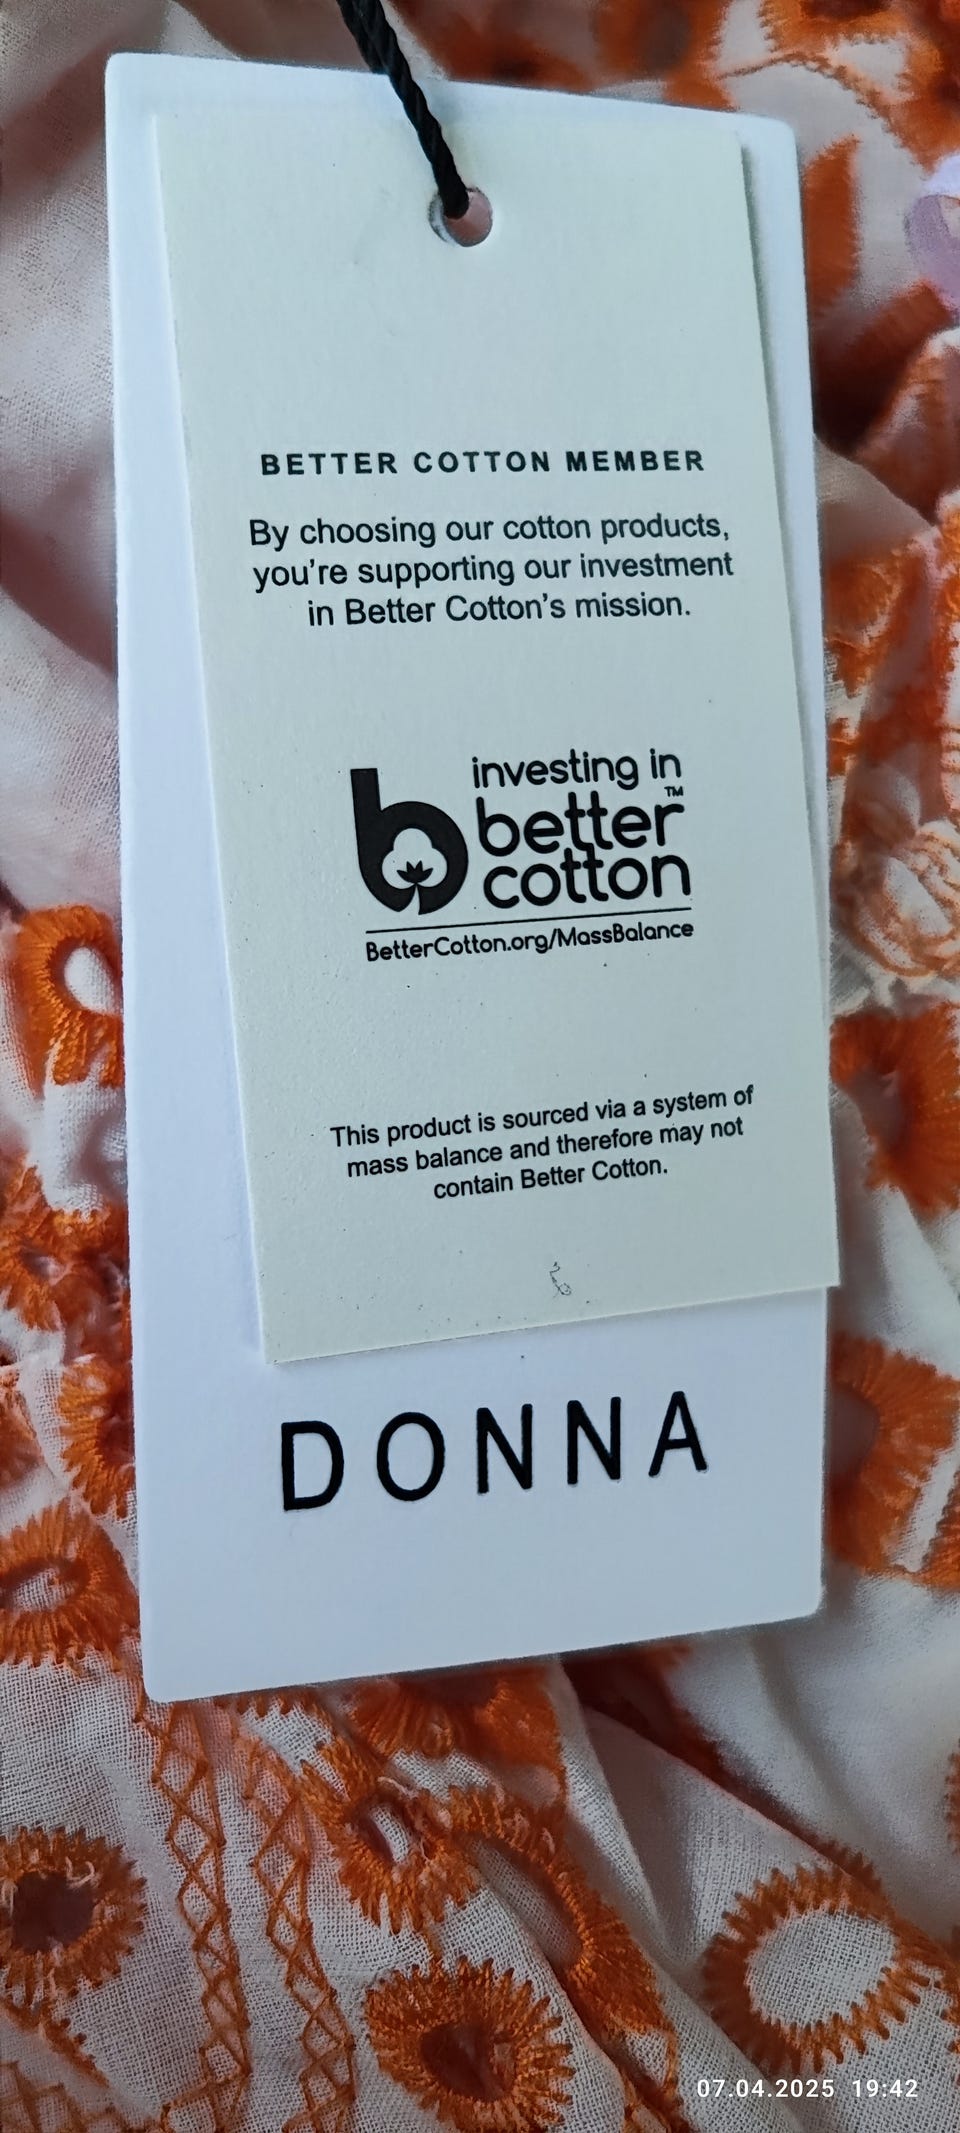 BETTER COTTON MEMBER
By choosing our cotton products,
you're supporting our investment
in Better Cotton's mission.
investing in
better™
cotton
BetterCotton.org/MassBalance
This product is sourced via a system of
mass balance and therefore may not
contain Better Cotton.
DONNA
07.04.2025 19:42